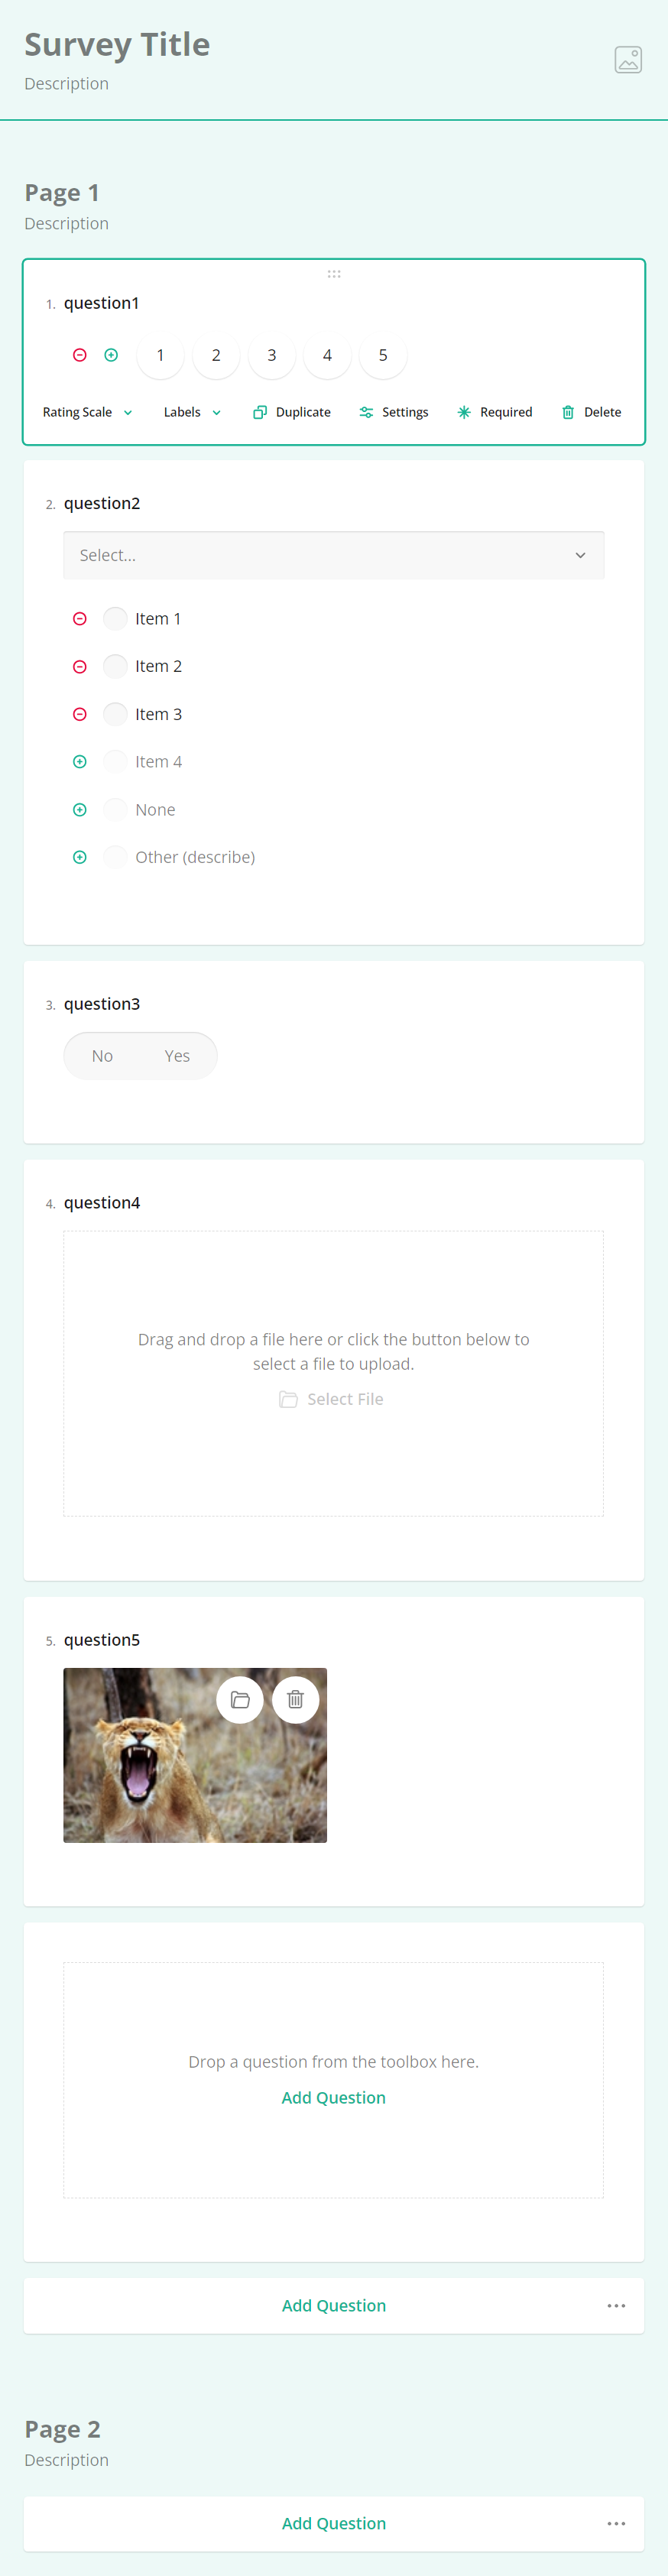 Survey Title
Description
Page 1
Description
1. question1
1 2 3 4 5
Rating Scale Labels Duplicate Settings Required Delete
2. question2
Select...
Item 1
Item 2
Item 3
Item 4
None
Other (describe)
3. question3
No Yes
4. question4
Drag and drop a file here or click the button below to
select a file to upload.
Select File
5. question5
Drop a question from the toolbox here.
Add Question
Add Question
Page 2
Description
Add Question